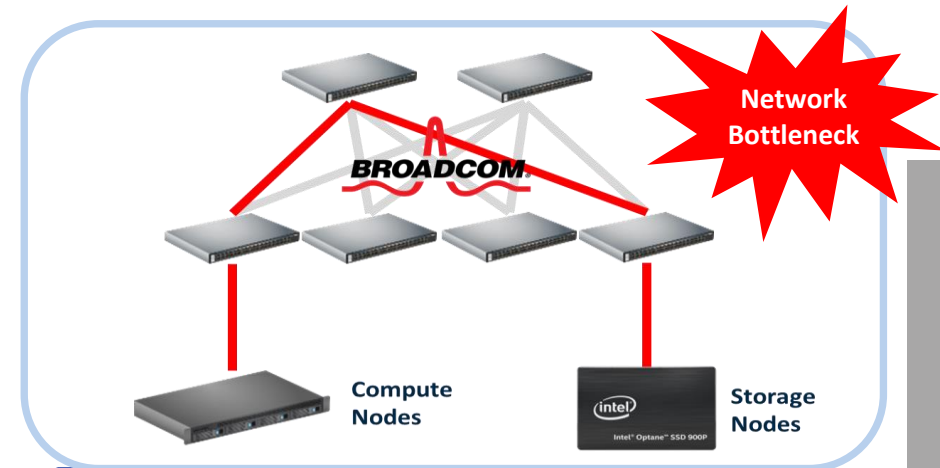 Network
Bottleneck
BROADCOM.
Compute
Nodes
intel
Intel® Optane™ SSD 900P
Storage
Nodes